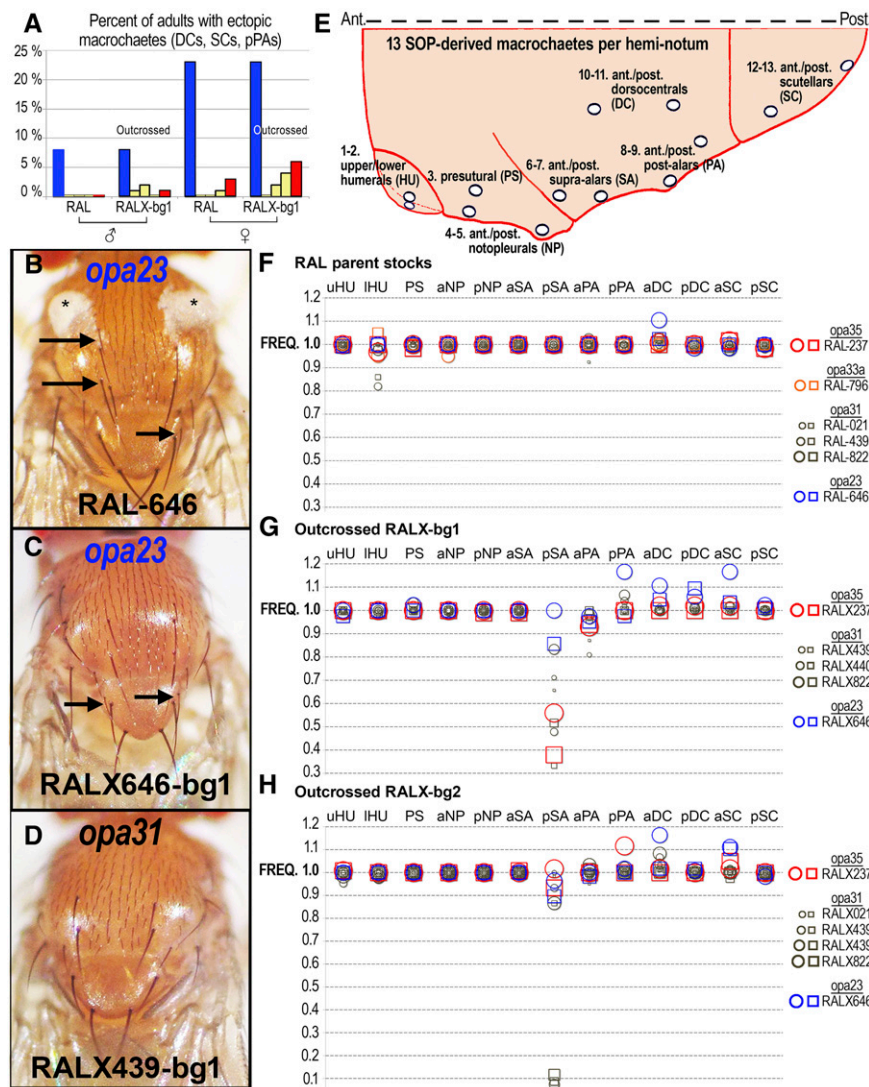 A
Percent of adults with ectopic
macrochaetes (DCs, SCs, pPAs)
25 %
20 %
15 %
10 %
5 %
0 %
Outcrossed
Outcrossed
RAL
RALX-bg1
RAL
RALX-bg1
♂
♀
E
Ant.
Post
13 SOP-derived macrochaetes per hemi-notum
12-13. ant./post.
scutellars
(SC)
10-11. ant./post.
dorsocentrals
(DC)
1-2.
upper/lower
humerals (HU)
3. presutural (PS)
6-7. ant./post.
supra-alars (SA)
8-9. ant./post.
post-alars (PA)
4-5. ant./post.
notopleurals (NP)
B
opa23
*
*
RAL-646
C
opa23
RALX646-bg1
D
opa31
RALX439-bg1
F
RAL parent stocks
uHU lHU PS aNP pNP aSA pSA aPA pPA aDC pDC aSC pSC
1.2
1.1
FREQ. 1.0
0.9
0.8
0.7
0.6
0.5
0.4
0.3
opa35
RAL-237
opa33a
RAL-796
opa31
RAL-021
RAL-439
RAL-822
opa23
RAL-646
G
Outcrossed RALX-bg1
uHU lHU PS aNP pNP aSA pSA aPA pPA aDC pDC aSC pSC
1.2
1.1
FREQ. 1.0
0.9
0.8
0.7
0.6
0.5
0.4
0.3
opa35
RALX237
opa31
RALX439
RALX440
RALX822
opa23
RALX646
H
Outcrossed RALX-bg2
uHU lHU PS aNP pNP aSA pSA aPA pPA aDC pDC aSC pSC
1.2
1.1
FREQ. 1.0
0.9
0.8
0.7
0.6
0.5
0.4
0.3
0.2
0.1
opa35
RALX237
opa31
RALX021
RALX439
RALX439
RALX822
opa23
RALX646